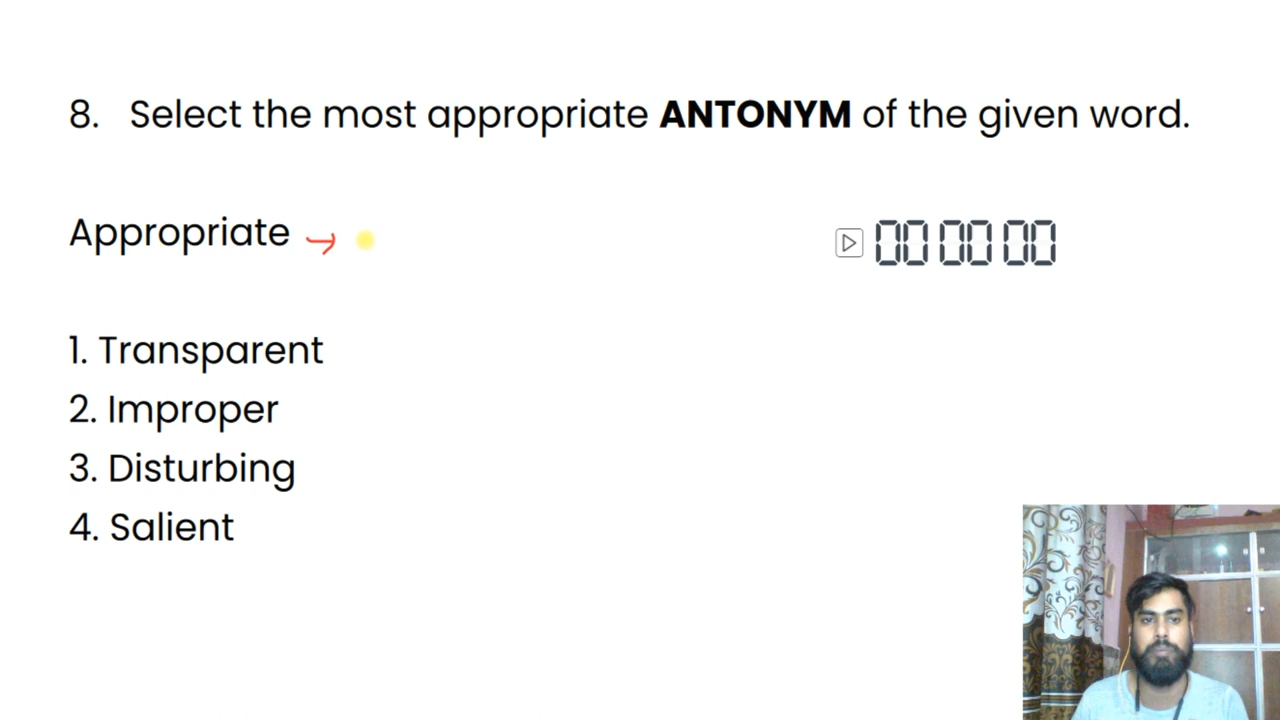 8. Select the most appropriate ANTONYM of the given word.
Appropriate
00 00 00
1. Transparent
2. Improper
3. Disturbing
4. Salient